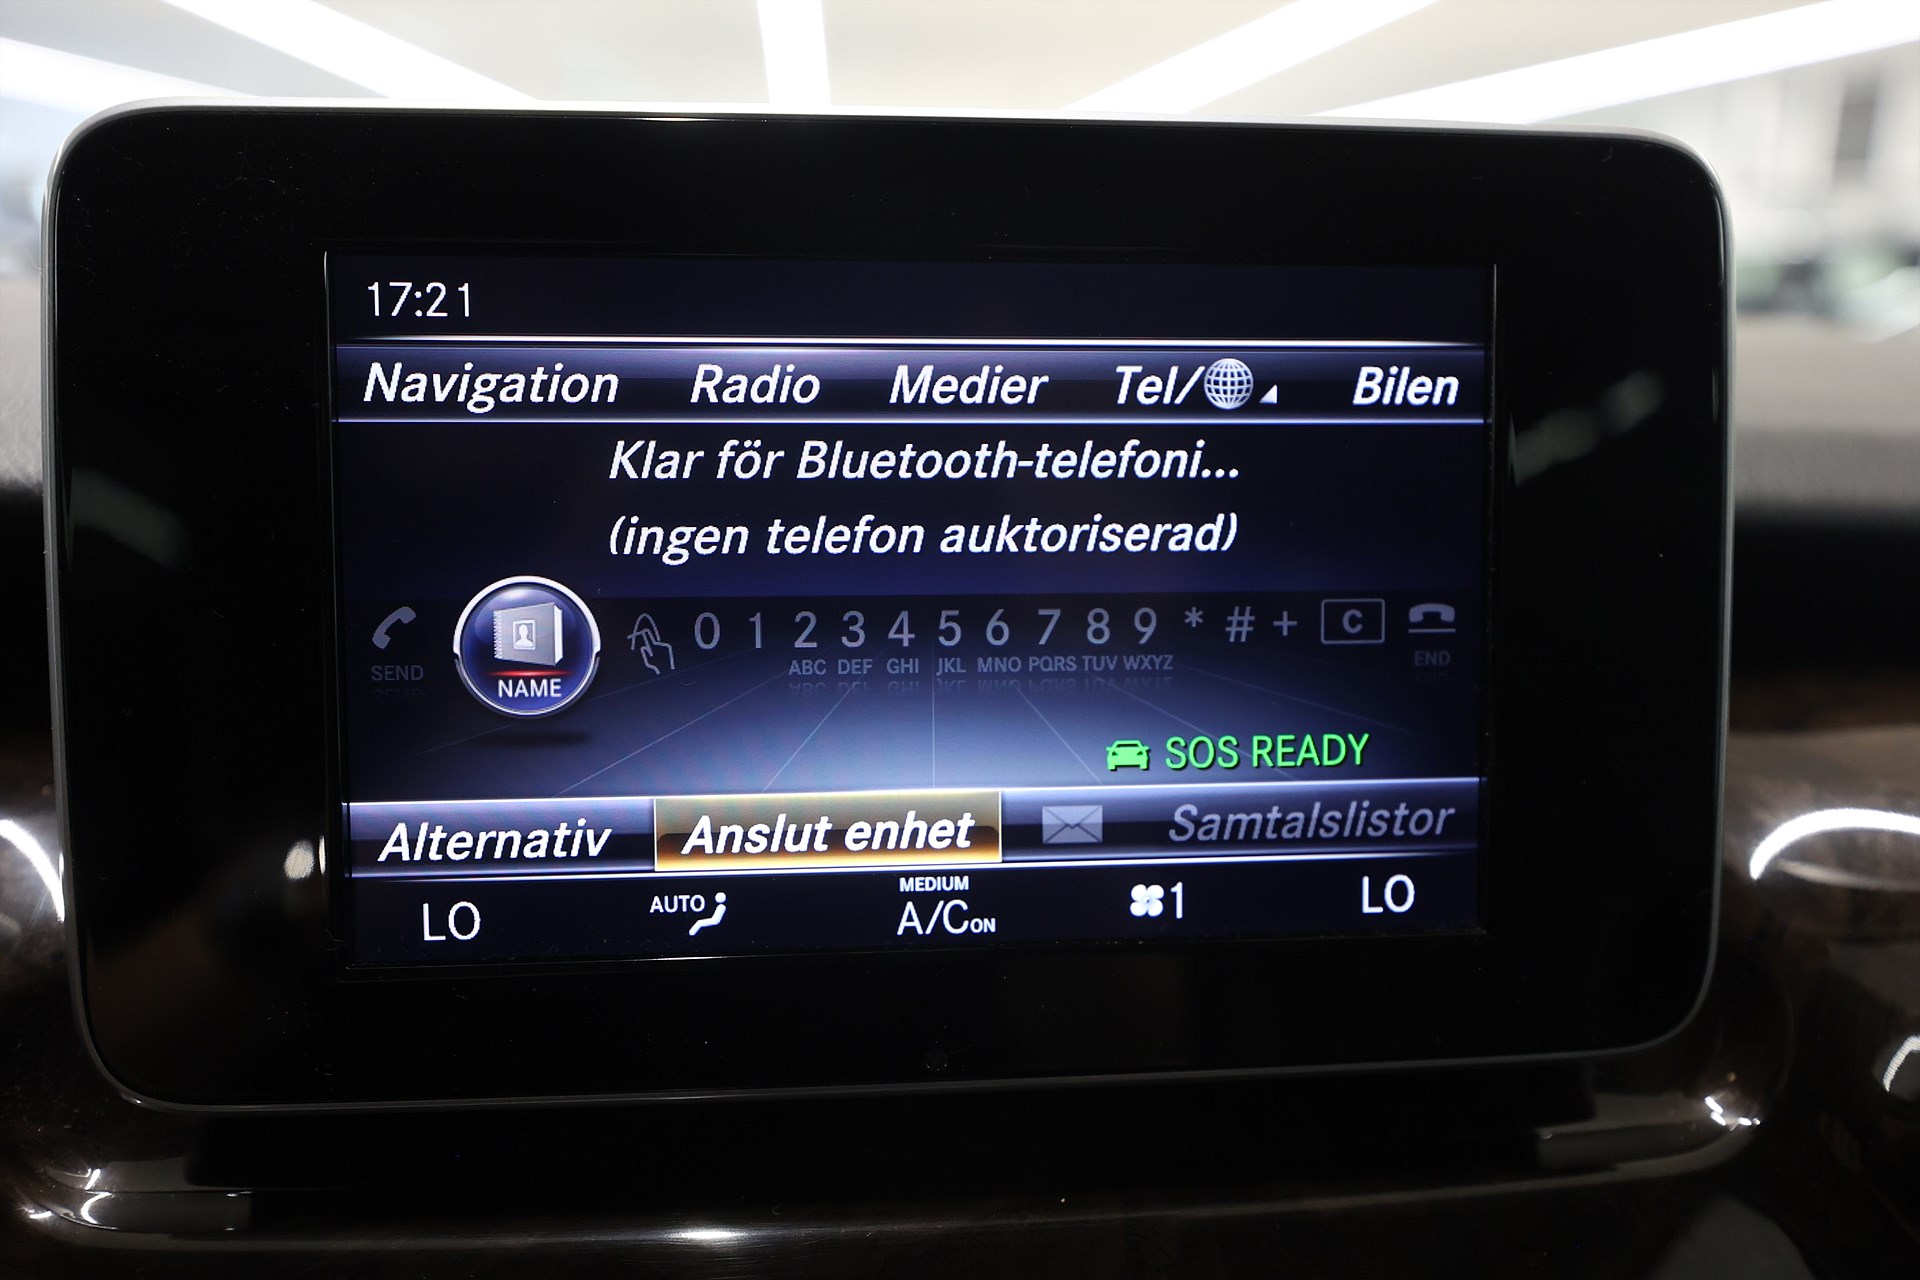 17:21
Navigation Radio Medier Tel/ Bilen
Klar för Bluetooth-telefoni...
(ingen telefon auktoriserad)
SEND NAME 0 1 2 3 4 5 6 7 8 9 * # + C END
ABC DEF GHI JKL MNO PQRS TUV WXYZ
SOS READY
Alternativ Anslut enhet Samtalslistor
LO AUTO MEDIUM A/C ON 1 LO